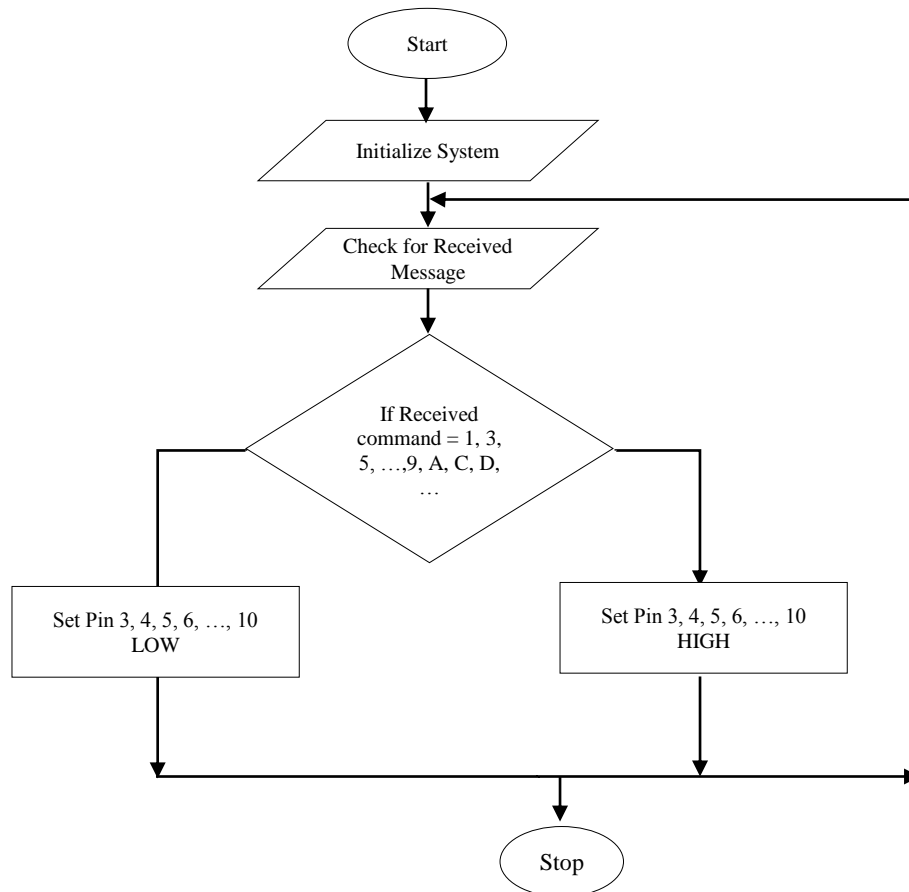 Start
Initialize System
Check for Received
Message
If Received
command = 1, 3,
5, …,9, A, C, D,
…
Set Pin 3, 4, 5, 6, …, 10
LOW
Set Pin 3, 4, 5, 6, …, 10
HIGH
Stop